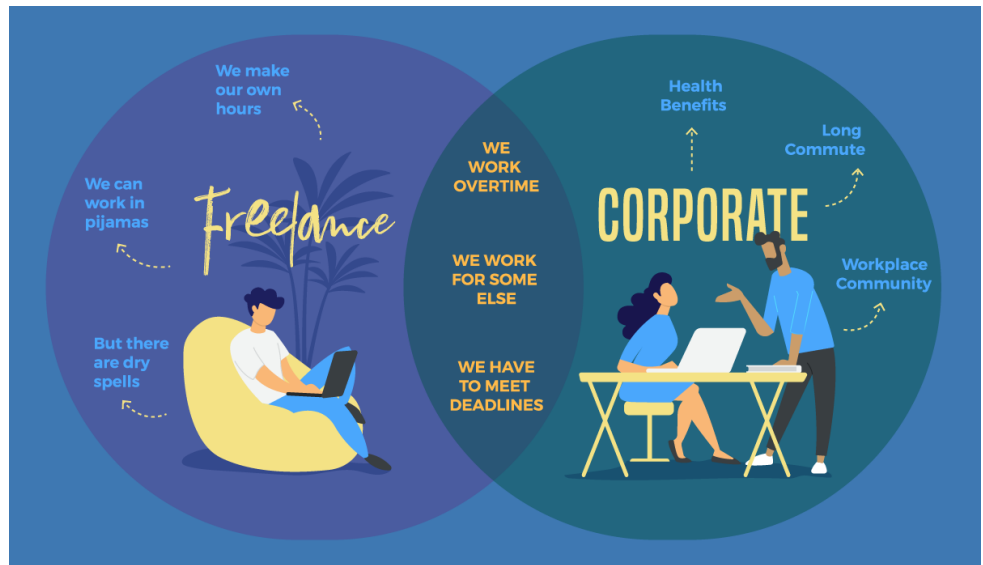 We make
our own
hours
We can
work in
pijamas
Freelance
But there
are dry
spells
WE
WORK
OVERTIME
WE WORK
FOR SOME
ELSE
WE HAVE
TO MEET
DEADLINES
Health
Benefits
Long
Commute
CORPORATE
Workplace
Community